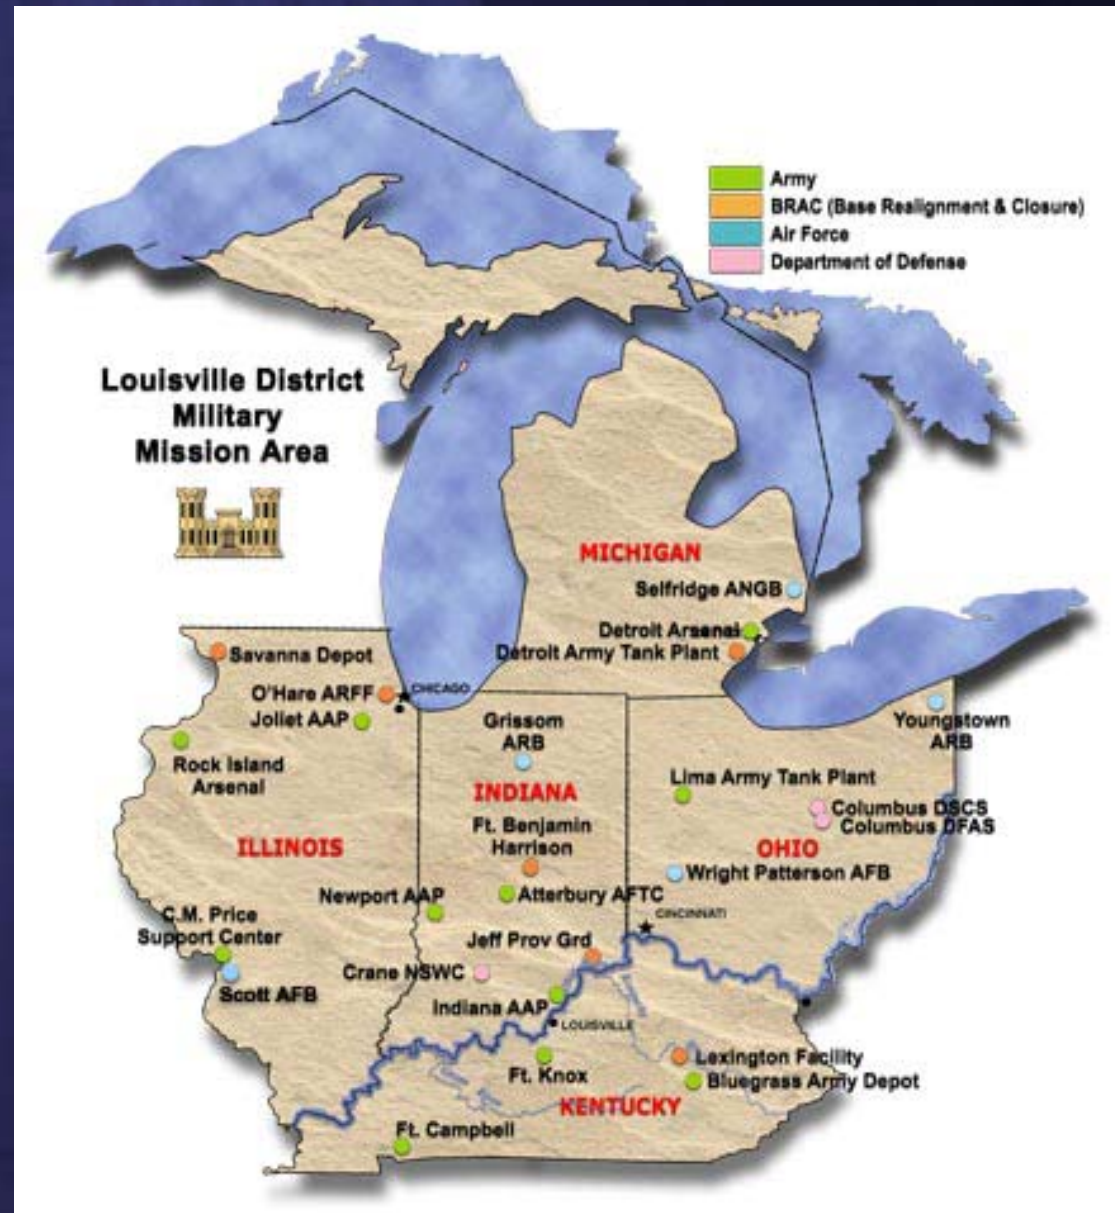 Army
BRAC (Base Realignment & Closure)
Air Force
Department of Defense
Louisville District
Military
Mission Area
MICHIGAN
Selfridge ANGB
Detroit Arsenal
Detroit Army Tank Plant
Savanna Depot
O'Hare ARFF
CHICAGO
Joliet AAP
Rock Island
Arsenal
Grissom
ARB
Youngstown
ARB
Lima Army Tank Plant
INDIANA
Columbus DSCS
Columbus DFAS
Ft. Benjamin
Harrison
ILLINOIS
OHIO
Wright Patterson AFB
Newport AAP
Atterbury AFTC
C.M. Price
Support Center
CINCINNATI
Jeff Prov Grd
Crane NSWC
Scott AFB
Indiana AAP
LOUISVILLE
Ft. Knox
Lexington Facility
Bluegrass Army Depot
KENTUCKY
Ft. Campbell